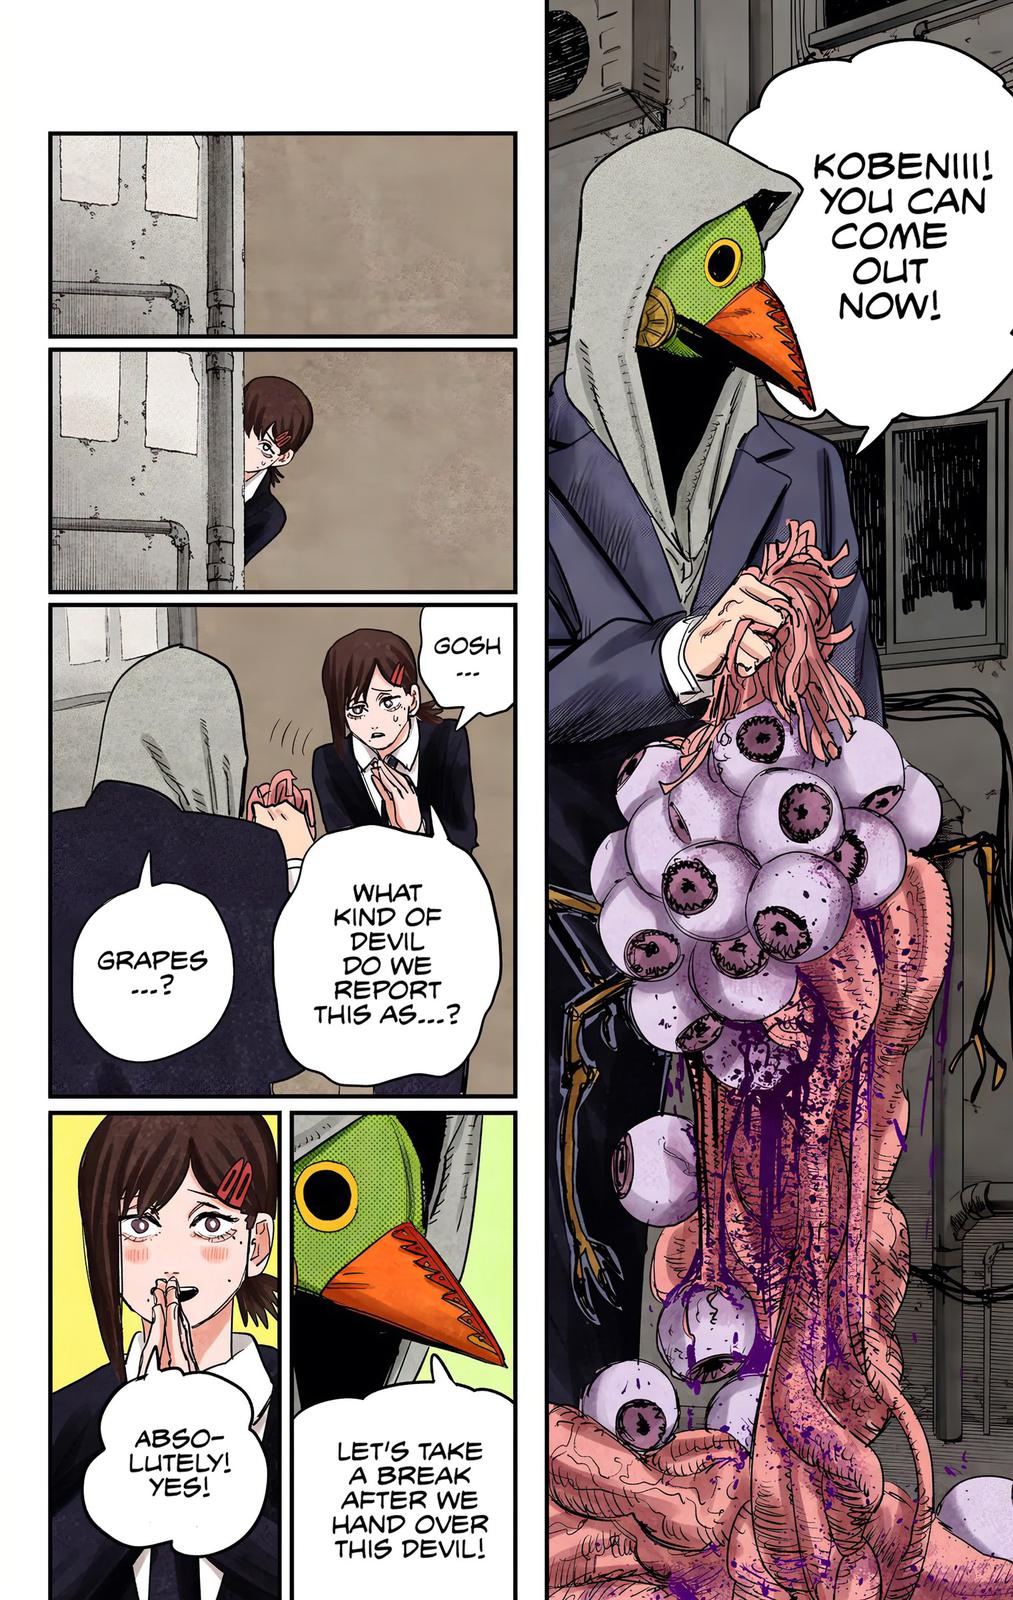 KOBENIII!
YOU CAN
COME
OUT
NOW!
GOSH
...
WHAT
KIND OF
DEVIL
DO WE
REPORT
THIS AS...?
GRAPES
...?
LET'S TAKE
A BREAK
AFTER WE
HAND OVER
THIS DEVIL!
ABSO-
LUTELY!
YES!